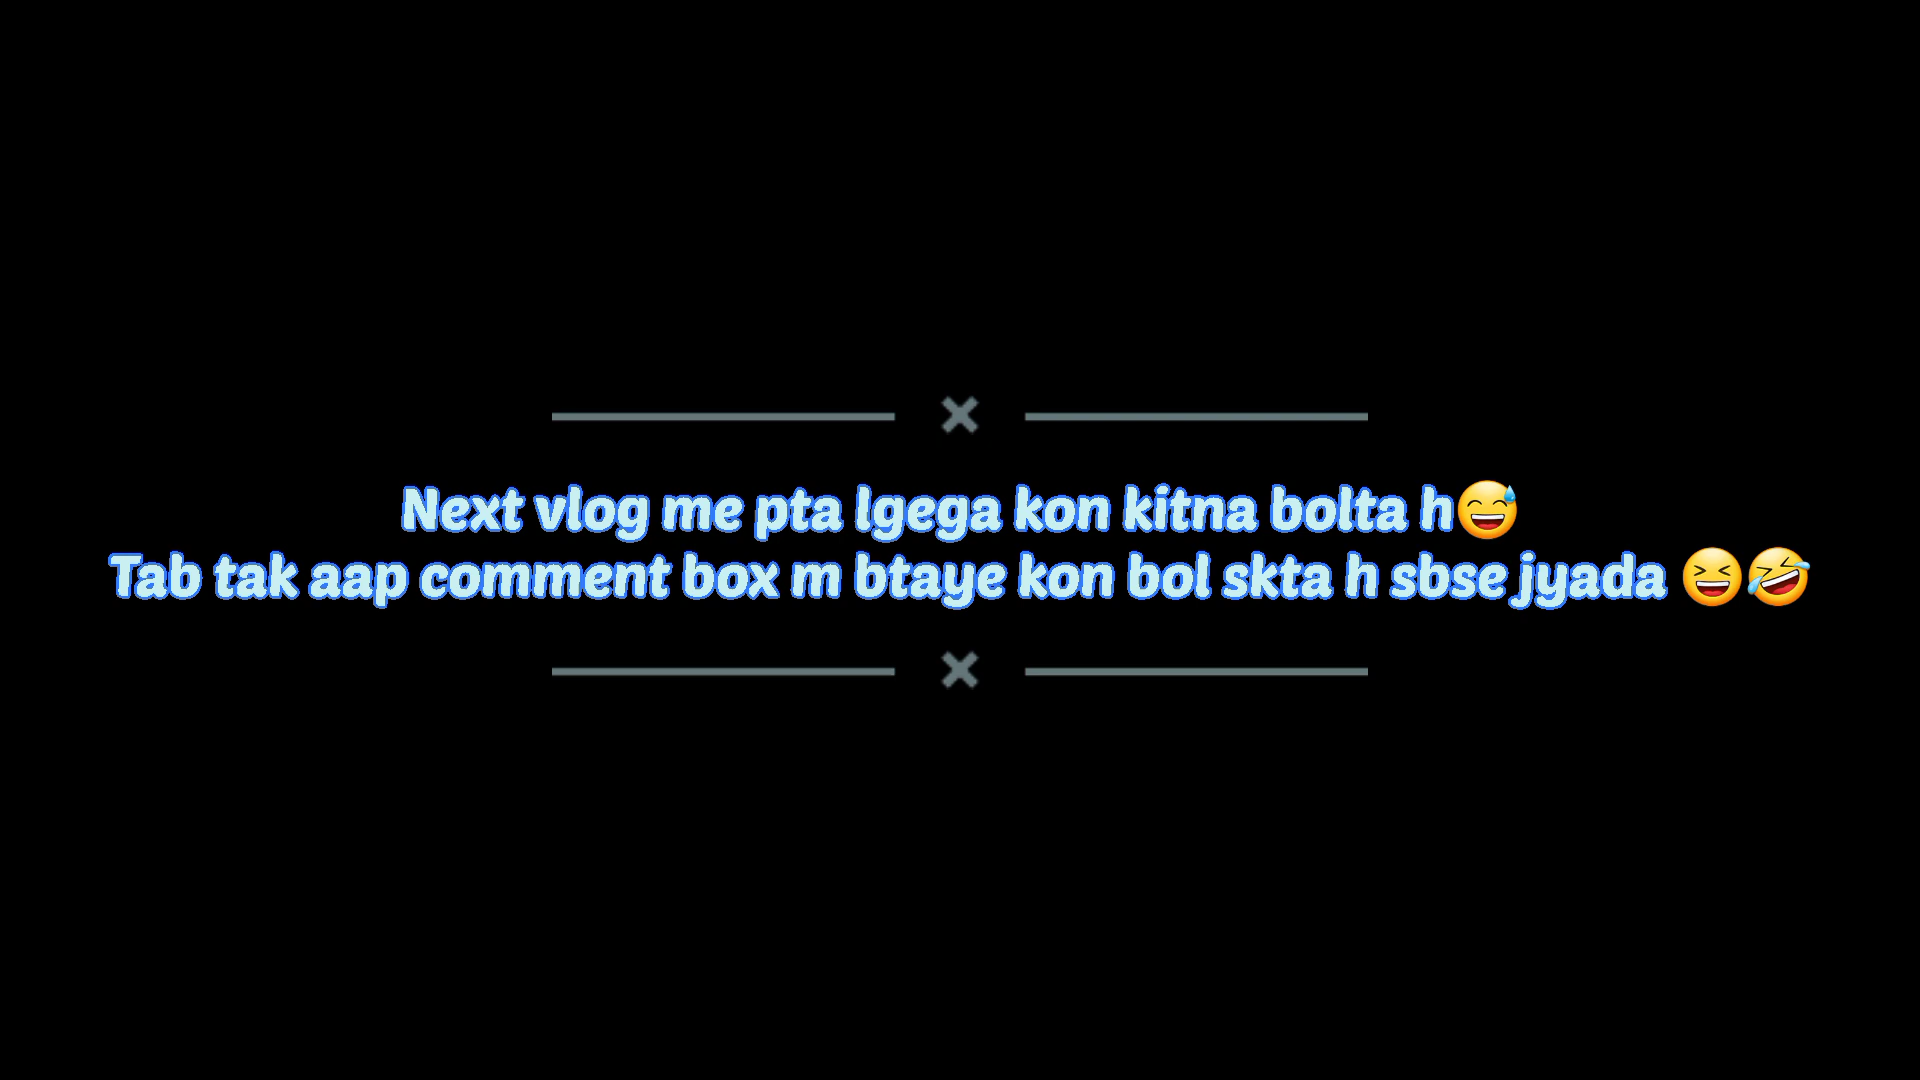 Next vlog me pta lgega kon kitna bolta h😅
Tab tak aap comment box m btaye kon bol skta h sbse jyada 😆🤣